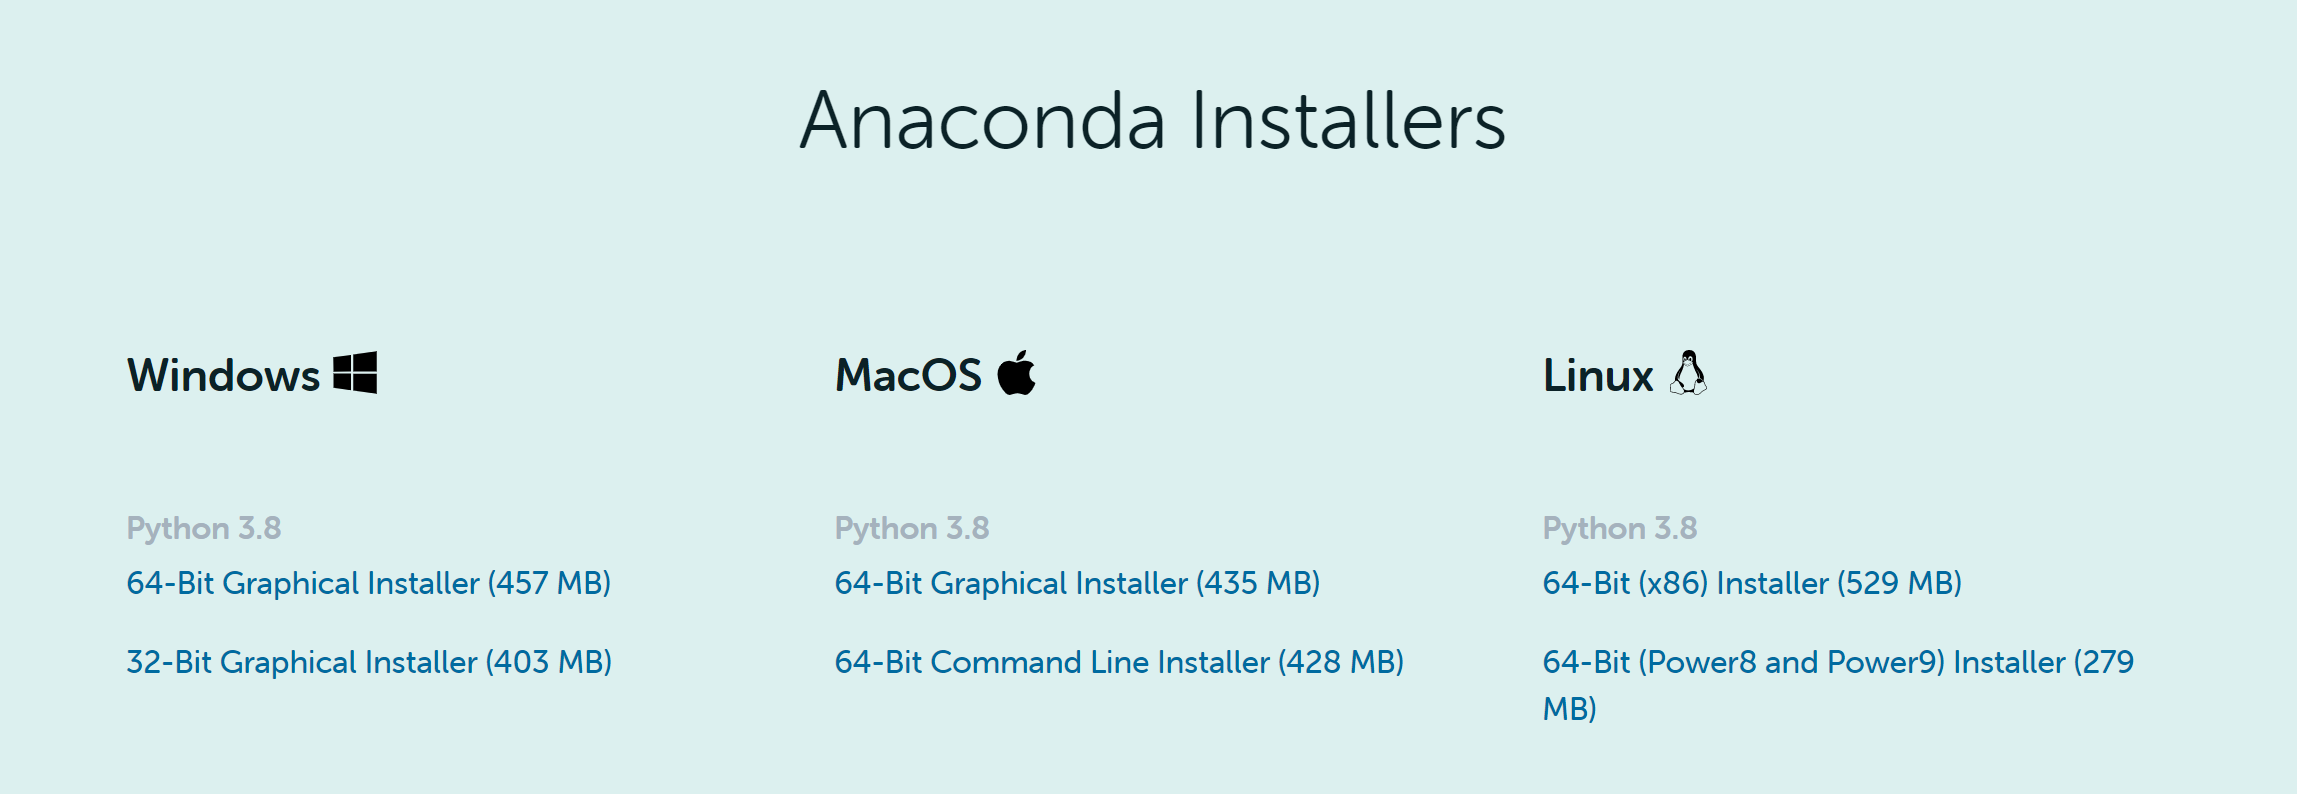 Anaconda Installers
Windows
MacOS
Linux
Python 3.8
64-Bit Graphical Installer (457 MB)
32-Bit Graphical Installer (403 MB)
Python 3.8
64-Bit Graphical Installer (435 MB)
64-Bit Command Line Installer (428 MB)
Python 3.8
64-Bit (x86) Installer (529 MB)
64-Bit (Power8 and Power9) Installer (279
MB)